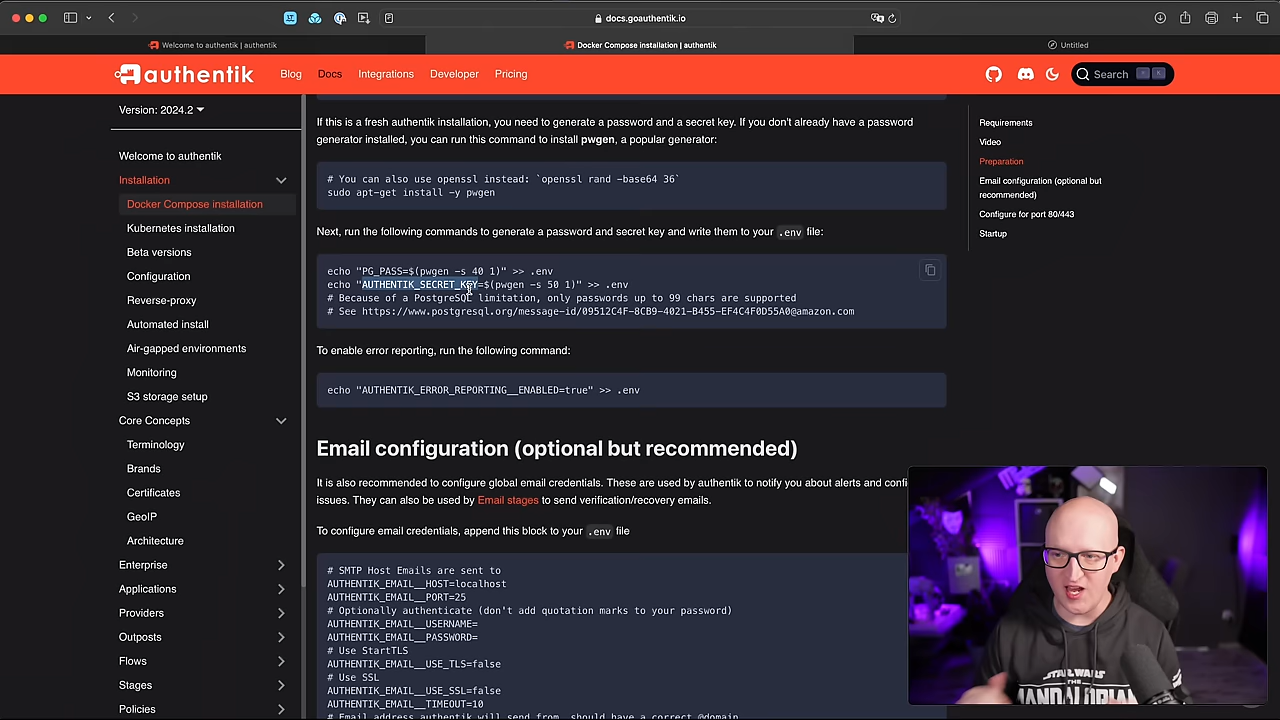 docs.goauthentik.io
Welcome to authentik | authentik
Docker Compose installation | authentik
Untitled
authentik
Blog
Docs
Integrations
Developer
Pricing
Search
Version: 2024.2
Welcome to authentik
Installation
Docker Compose installation
Kubernetes installation
Beta versions
Configuration
Reverse-proxy
Automated install
Air-gapped environments
Monitoring
S3 storage setup
Core Concepts
Terminology
Brands
Certificates
GeoIP
Architecture
Enterprise
Applications
Providers
Outposts
Flows
Stages
Policies
If this is a fresh authentik installation, you need to generate a password and a secret key. If you don't already have a password
generator installed, you can run this command to install pwgen, a popular generator:
# You can also use openssl instead: `openssl rand -base64 36`
sudo apt-get install -y pwgen
Next, run the following commands to generate a password and secret key and write them to your .env file:
echo "PG_PASS=$(pwgen -s 40 1)" >> .env
echo "AUTHENTIK_SECRET_KEY=$(pwgen -s 50 1)" >> .env
# Because of a PostgreSQL limitation, only passwords up to 99 chars are supported
# See https://www.postgresql.org/message-id/09512C4F-8CB9-4021-B455-EF4C4F0D55A0@amazon.com
To enable error reporting, run the following command:
echo "AUTHENTIK_ERROR_REPORTING__ENABLED=true" >> .env
Email configuration (optional but recommended)
It is also recommended to configure global email credentials. These are used by authentik to notify you about alerts and confi
issues. They can also be used by Email stages to send verification/recovery emails.
To configure email credentials, append this block to your .env file
# SMTP Host Emails are sent to
AUTHENTIK_EMAIL__HOST=localhost
AUTHENTIK_EMAIL__PORT=25
# Optionally authenticate (don't add quotation marks to your password)
AUTHENTIK_EMAIL__USERNAME=
AUTHENTIK_EMAIL__PASSWORD=
# Use StartTLS
AUTHENTIK_EMAIL__USE_TLS=false
# Use SSL
AUTHENTIK_EMAIL__USE_SSL=false
AUTHENTIK_EMAIL__TIMEOUT=10
# Email address authentik will send from, should have a correct @domain
Requirements
Video
Preparation
Email configuration (optional but
recommended)
Configure for port 80/443
Startup
STAR WARS
THE
MANDALORIAN